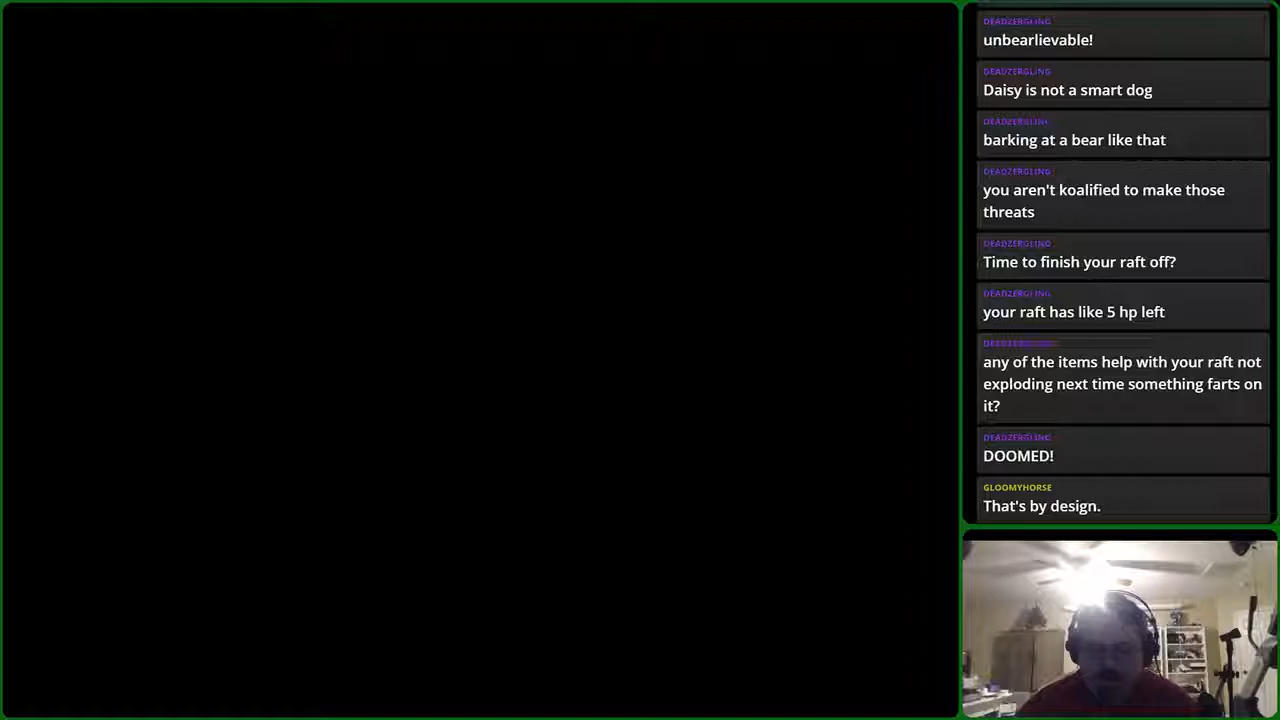 DEADZERGLING
unbearlievable!
DEADZERGLING
Daisy is not a smart dog
DEADZERGLING
barking at a bear like that
DEADZERGLING
you aren't koalified to make those
threats
DEADZERGLING
Time to finish your raft off?
DEADZERGLING
your raft has like 5 hp left
DEADZERGLING
any of the items help with your raft not
exploding next time something farts on
it?
DEADZERGLING
DOOMED!
GLOOMYHORSE
That's by design.